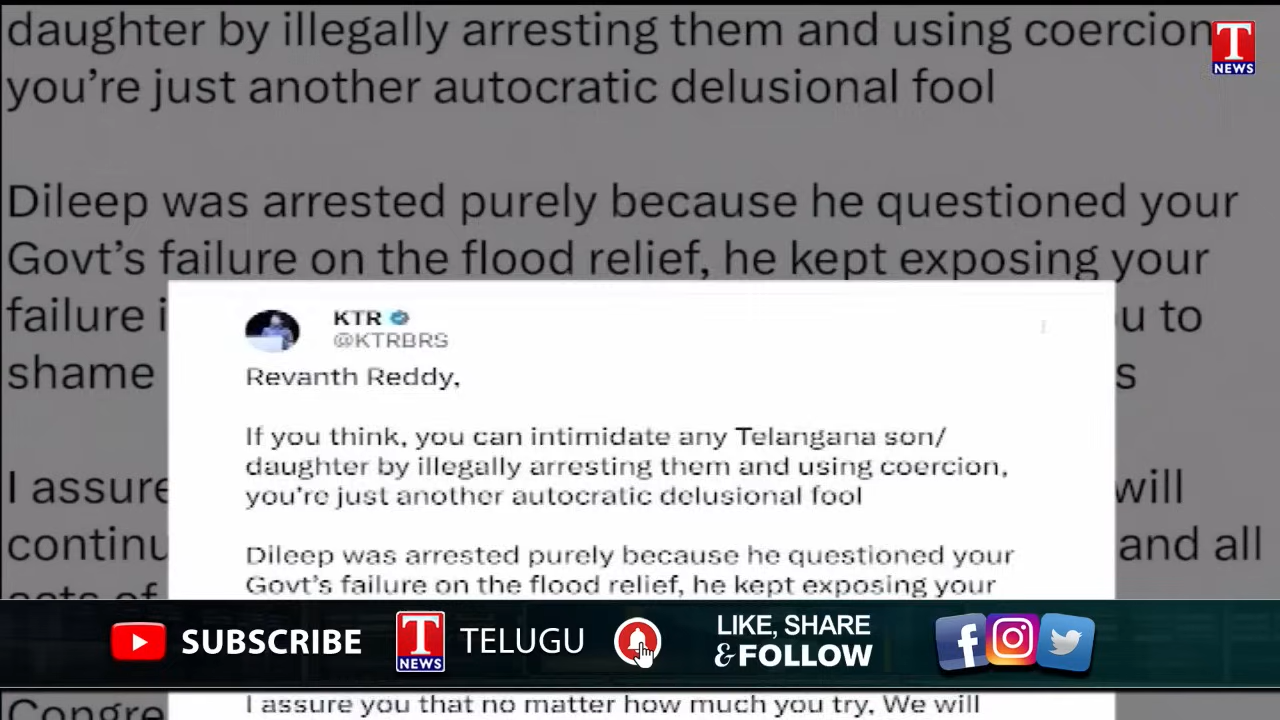 daughter by illegally arresting them and using coercion,
you're just another autocratic delusional fool
T
NEWS
Dileep was arrested purely because he questioned your
Govt's failure on the flood relief, he kept exposing your
failure i
u to
shame
s
KTR
@KTRBRS
Revanth Reddy,
If you think, you can intimidate any Telangana son/
daughter by illegally arresting them and using coercion,
you're just another autocratic delusional fool
Dileep was arrested purely because he questioned your
Govt's failure on the flood relief, he kept exposing your
I assure
will
continu
and all
SUBSCRIBE
T
NEWS
TELUGU
LIKE, SHARE
& FOLLOW
I assure you that no matter how much you try, We will
Congre